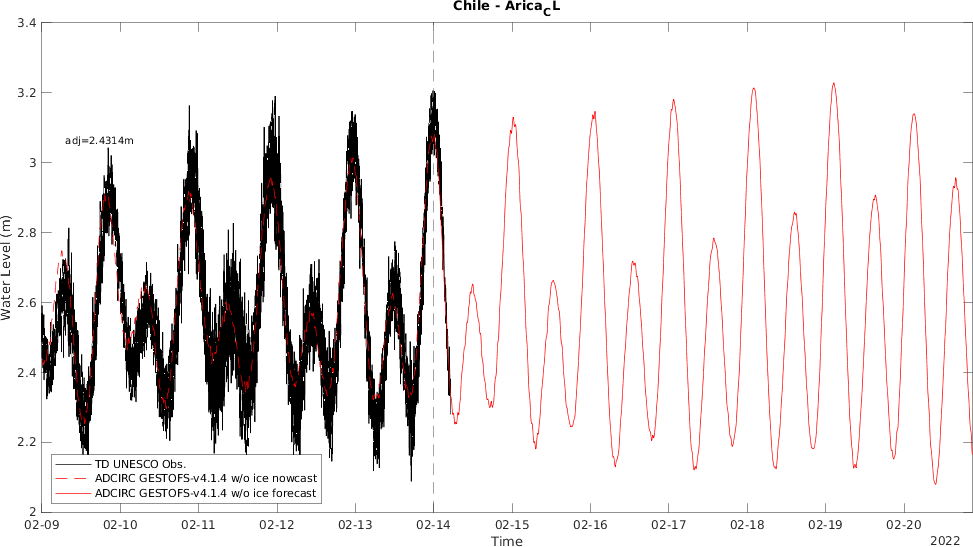 Chile - Arica_CL
3.4
3.2
3
2.8
2.6
2.4
2.2
2
Water Level (m)
adj=2.4314m
TD UNESCO Obs.
ADCIRC GESTOFS-v4.1.4 w/o ice nowcast
ADCIRC GESTOFS-v4.1.4 w/o ice forecast
02-09 02-10 02-11 02-12 02-13 02-14 02-15 02-16 02-17 02-18 02-19 02-20
Time
2022